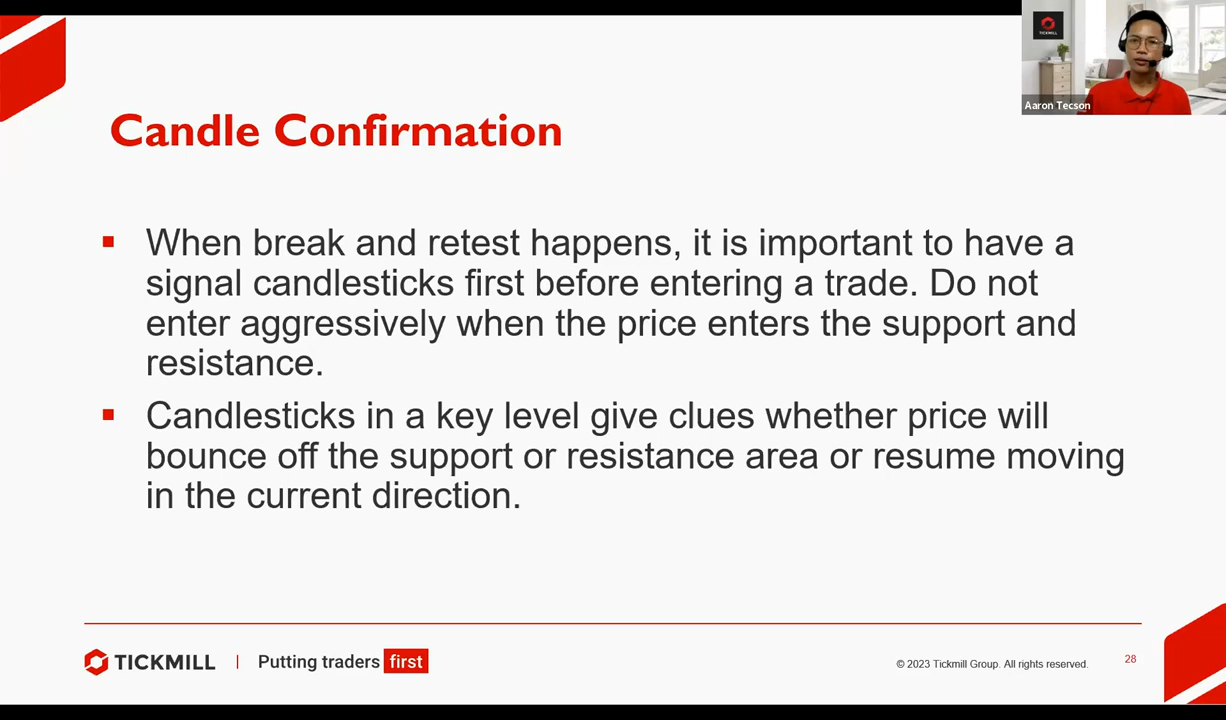 TICKMILL
Aaron Tecson
Candle Confirmation
When break and retest happens, it is important to have a
signal candlesticks first before entering a trade. Do not
enter aggressively when the price enters the support and
resistance.
Candlesticks in a key level give clues whether price will
bounce off the support or resistance area or resume moving
in the current direction.
TICKMILL | Putting traders first
© 2023 Tickmill Group. All rights reserved.
28